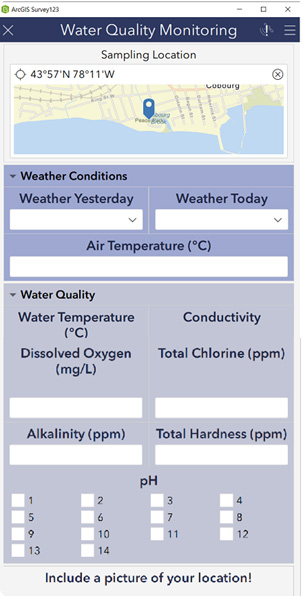 ArcGIS Survey123
Water Quality Monitoring
Sampling Location
43°57'N 78°11'W
Cobourg
Cobourg
Weather Conditions
Weather Yesterday
Weather Today
Air Temperature (°C)
Water Quality
Water Temperature
(°C)
Conductivity
Dissolved Oxygen
(mg/L)
Total Chlorine (ppm)
Alkalinity (ppm)
Total Hardness (ppm)
pH
1 2 3 4
5 6 7 8
9 10 11 12
13 14
Include a picture of your location!